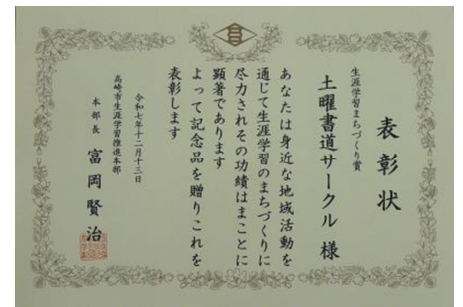 表彰状
生涯学習まちづくり賞
土曜書道サークル 様
あなたは身近な地域活動を
通じて生涯学習のまちづくりに
尽力されその功績はまことに
顕著であります
よって記念品を贈りこれを
表彰します
令和七年十二月十三日
高崎市生涯学習推進本部
本部長 富岡賢治